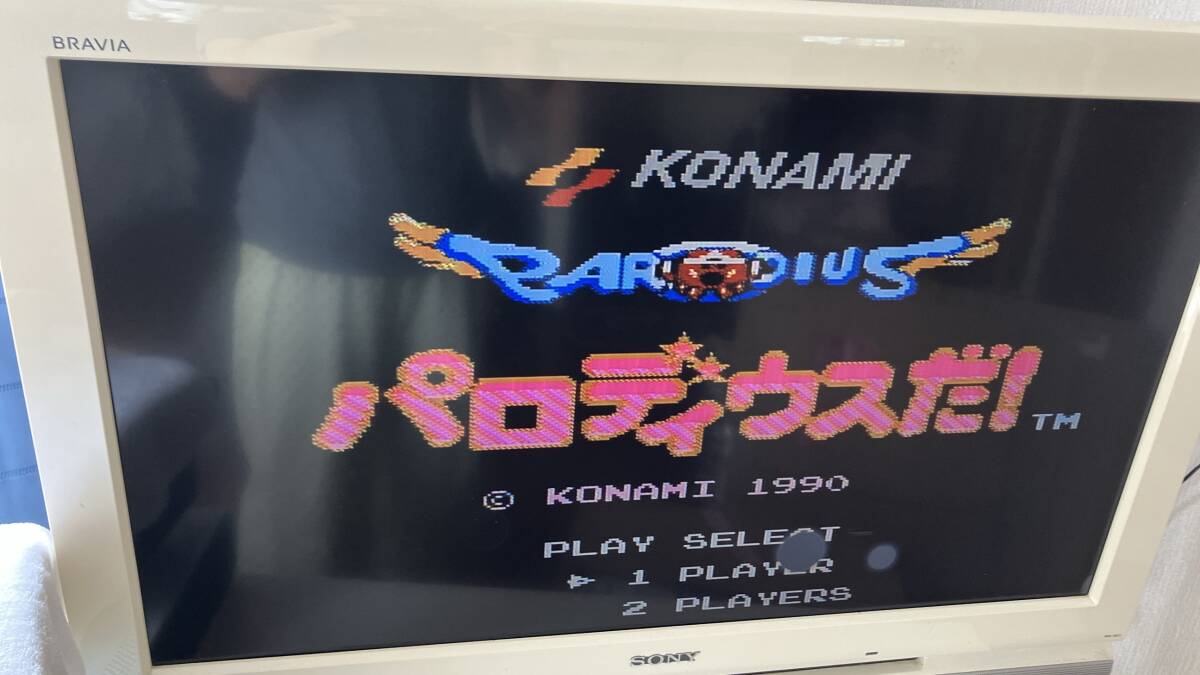 BRAVIA
KONAMI
PARODIUS
パロディウスだ!
TM
© KONAMI 1990
PLAY SELECT
1 PLAYER
2 PLAYERS
SONY